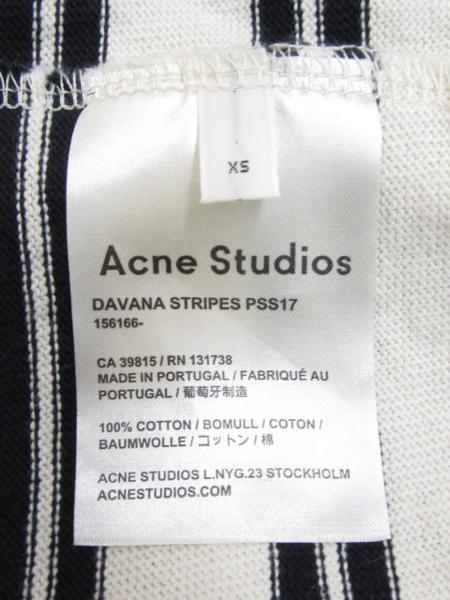 XS
Acne Studios
DAVANA STRIPES PSS17
156166-
CA 39815 / RN 131738
MADE IN PORTUGAL / FABRIQUÉ AU
PORTUGAL / 葡萄牙制造
100% COTTON / BOMULL / COTON /
BAUMWOLLE / コットン / 棉
ACNE STUDIOS L.NYG.23 STOCKHOLM
ACNESTUDIOS.COM